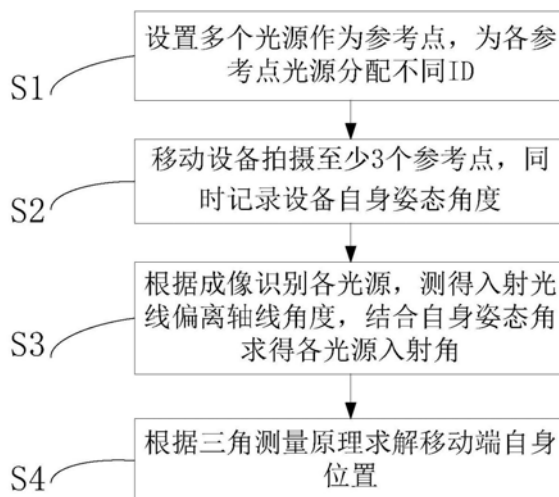 S1
设置多个光源作为参考点，为各参
考点光源分配不同ID
S2
移动设备拍摄至少3个参考点，同
时记录设备自身姿态角度
S3
根据成像识别各光源，测得入射光
线偏离轴线角度，结合自身姿态角
求得各光源入射角
S4
根据三角测量原理求解移动端自身
位置